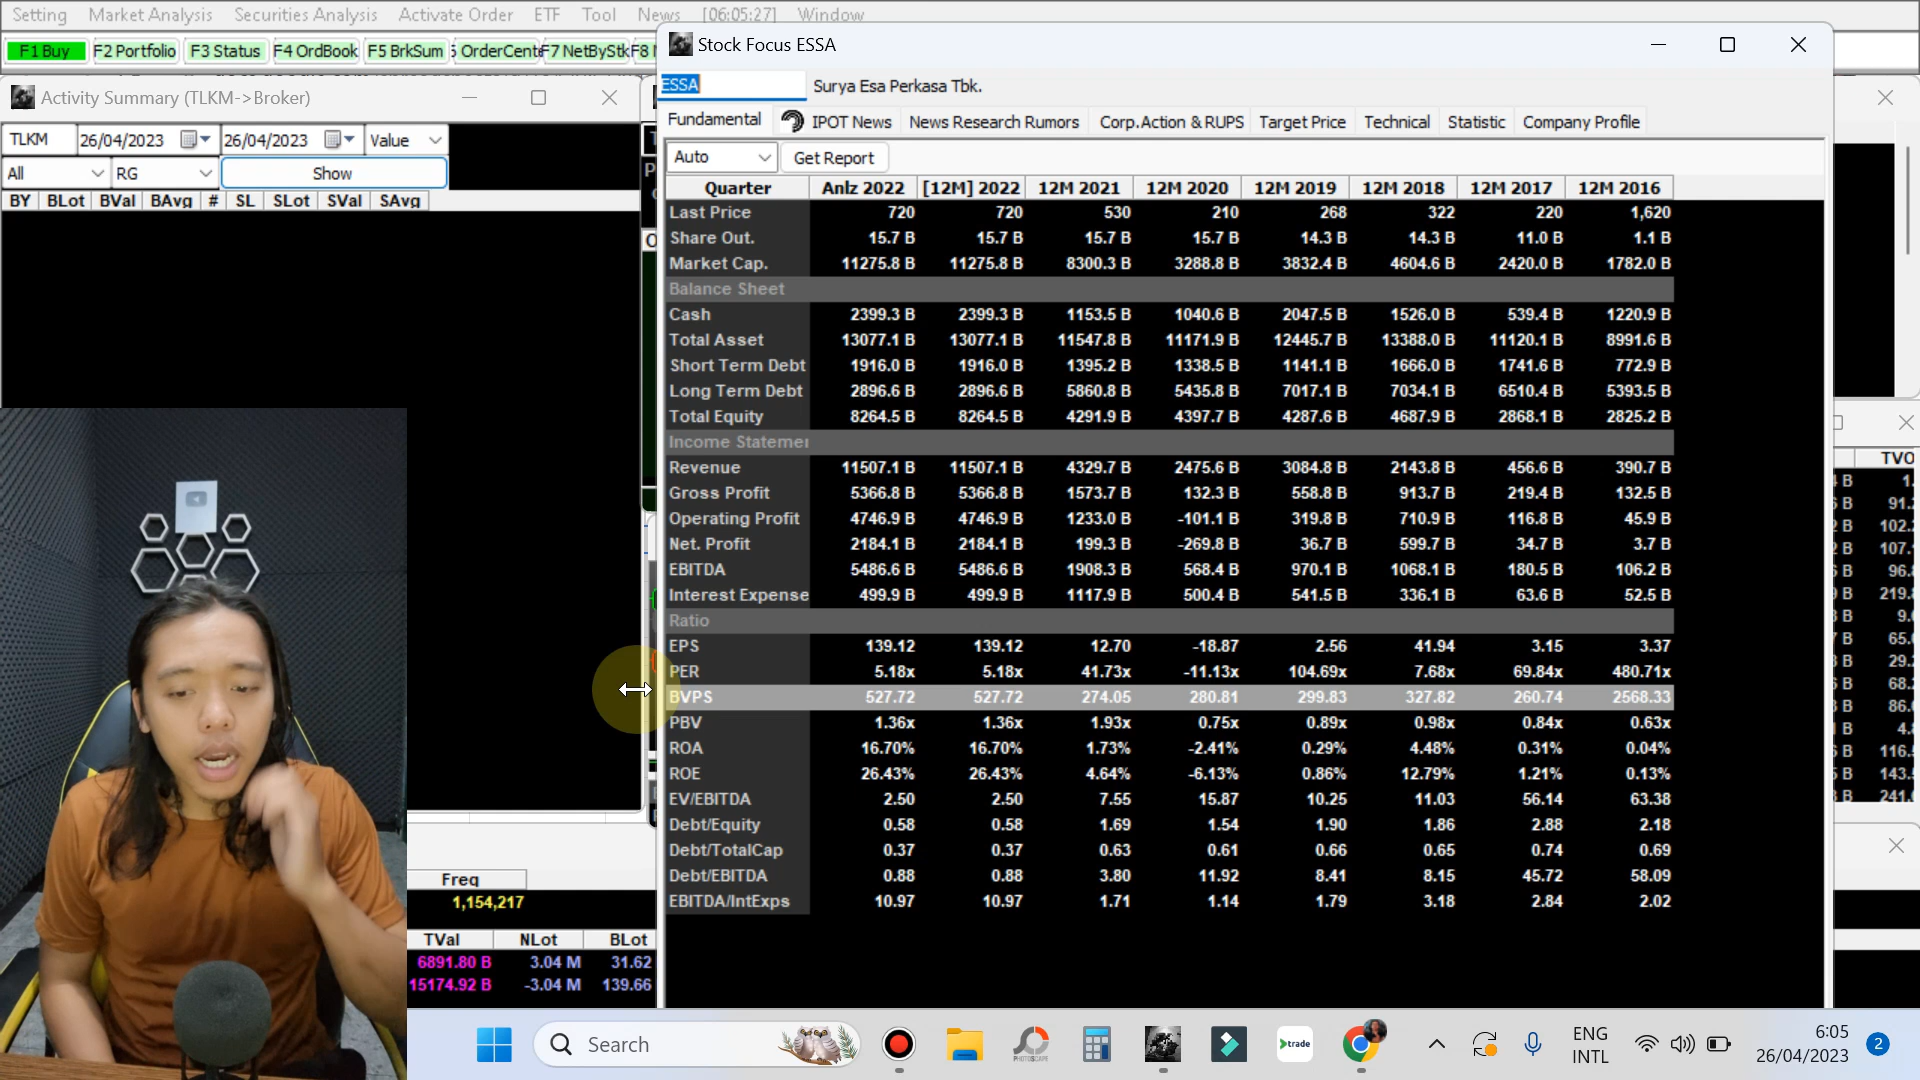 Setting Market Analysis Securities Analysis Activate Order ETF Tool News [06:05:27] Window
F1 Buy F2 Portfolio F3 Status F4 OrdBook F5 BrkSum OrderCent F7 NetByStk F8
Stock Focus ESSA
ESSA Surya Esa Perkasa Tbk.
Activity Summary (TLKM->Broker)
TLKM 26/04/2023 26/04/2023 Value
All RG Show
BY BLot BVal BAvg # SL SLot SVal SAvg
Fundamental IPOT News News Research Rumors Corp.Action & RUPS Target Price Technical Statistic Company Profile
Auto Get Report
Quarter Anlz 2022 [12M] 2022 12M 2021 12M 2020 12M 2019 12M 2018 12M 2017 12M 2016
Last Price 720 720 530 210 268 322 220 1,620
Share Out. 15.7 B 15.7 B 15.7 B 15.7 B 14.3 B 14.3 B 11.0 B 1.1 B
Market Cap. 11275.8 B 11275.8 B 8300.3 B 3288.8 B 3832.4 B 4604.6 B 2420.0 B 1782.0 B
Balance Sheet
Cash 2399.3 B 2399.3 B 1153.5 B 1040.6 B 2047.5 B 1526.0 B 539.4 B 1220.9 B
Total Asset 13077.1 B 13077.1 B 11547.8 B 11171.9 B 12445.7 B 13388.0 B 11120.1 B 8991.6 B
Short Term Debt 1916.0 B 1916.0 B 1395.2 B 1338.5 B 1141.1 B 1666.0 B 1741.6 B 772.9 B
Long Term Debt 2896.6 B 2896.6 B 5860.8 B 5435.8 B 7017.1 B 7034.1 B 6510.4 B 5393.5 B
Total Equity 8264.5 B 8264.5 B 4291.9 B 4397.7 B 4287.6 B 4687.9 B 2868.1 B 2825.2 B
Income Statemer
Revenue 11507.1 B 11507.1 B 4329.7 B 2475.6 B 3084.8 B 2143.8 B 456.6 B 390.7 B
Gross Profit 5366.8 B 5366.8 B 1573.7 B 132.3 B 558.8 B 913.7 B 219.4 B 132.5 B
Operating Profit 4746.9 B 4746.9 B 1233.0 B -101.1 B 319.8 B 710.9 B 116.8 B 45.9 B
Net. Profit 2184.1 B 2184.1 B 199.3 B -269.8 B 36.7 B 599.7 B 34.7 B 3.7 B
EBITDA 5486.6 B 5486.6 B 1908.3 B 568.4 B 970.1 B 1068.1 B 180.5 B 106.2 B
Interest Expense 499.9 B 499.9 B 1117.9 B 500.4 B 541.5 B 336.1 B 63.6 B 52.5 B
Ratio
EPS 139.12 139.12 12.70 -18.87 2.56 41.94 3.15 3.37
PER 5.18x 5.18x 41.73x -11.13x 104.69x 7.68x 69.84x 480.71x
BVPS 527.72 527.72 274.05 280.81 299.83 327.82 260.74 2568.33
PBV 1.36x 1.36x 1.93x 0.75x 0.89x 0.98x 0.84x 0.63x
ROA 16.70% 16.70% 1.73% -2.41% 0.29% 4.48% 0.31% 0.04%
ROE 26.43% 26.43% 4.64% -6.13% 0.86% 12.79% 1.21% 0.13%
EV/EBITDA 2.50 2.50 7.55 15.87 10.25 11.03 56.14 63.38
Debt/Equity 0.58 0.58 1.69 1.54 1.90 1.86 2.88 2.18
Debt/TotalCap 0.37 0.37 0.63 0.61 0.66 0.65 0.74 0.69
Debt/EBITDA 0.88 0.88 3.80 11.92 8.41 8.15 45.72 58.09
EBITDA/IntExps 10.97 10.97 1.71 1.14 1.79 3.18 2.84 2.02
TVO
Freq
1,154,217
TVal NLot BLot
6891.80 B 3.04 M 31.62
15174.92 B -3.04 M 139.66
Search
PHOTOSCAPE
trade
ENG
INTL
6:05
26/04/2023
2